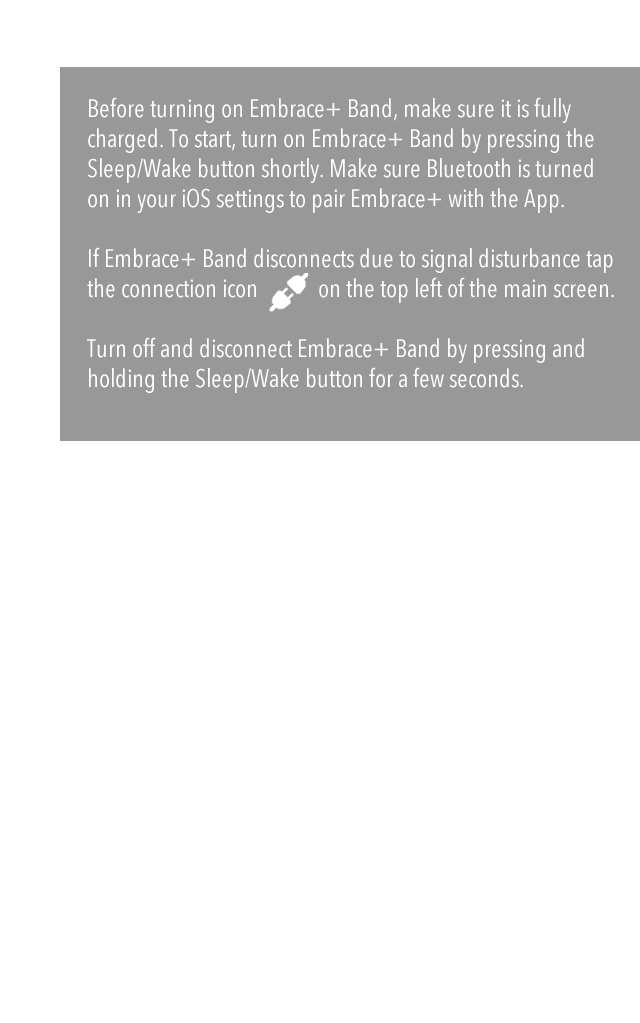 Before turning on Embrace+ Band, make sure it is fully
charged. To start, turn on Embrace+ Band by pressing the
Sleep/Wake button shortly. Make sure Bluetooth is turned
on in your iOS settings to pair Embrace+ with the App.
If Embrace+ Band disconnects due to signal disturbance tap
the connection icon on the top left of the main screen.
Turn off and disconnect Embrace+ Band by pressing and
holding the Sleep/Wake button for a few seconds.